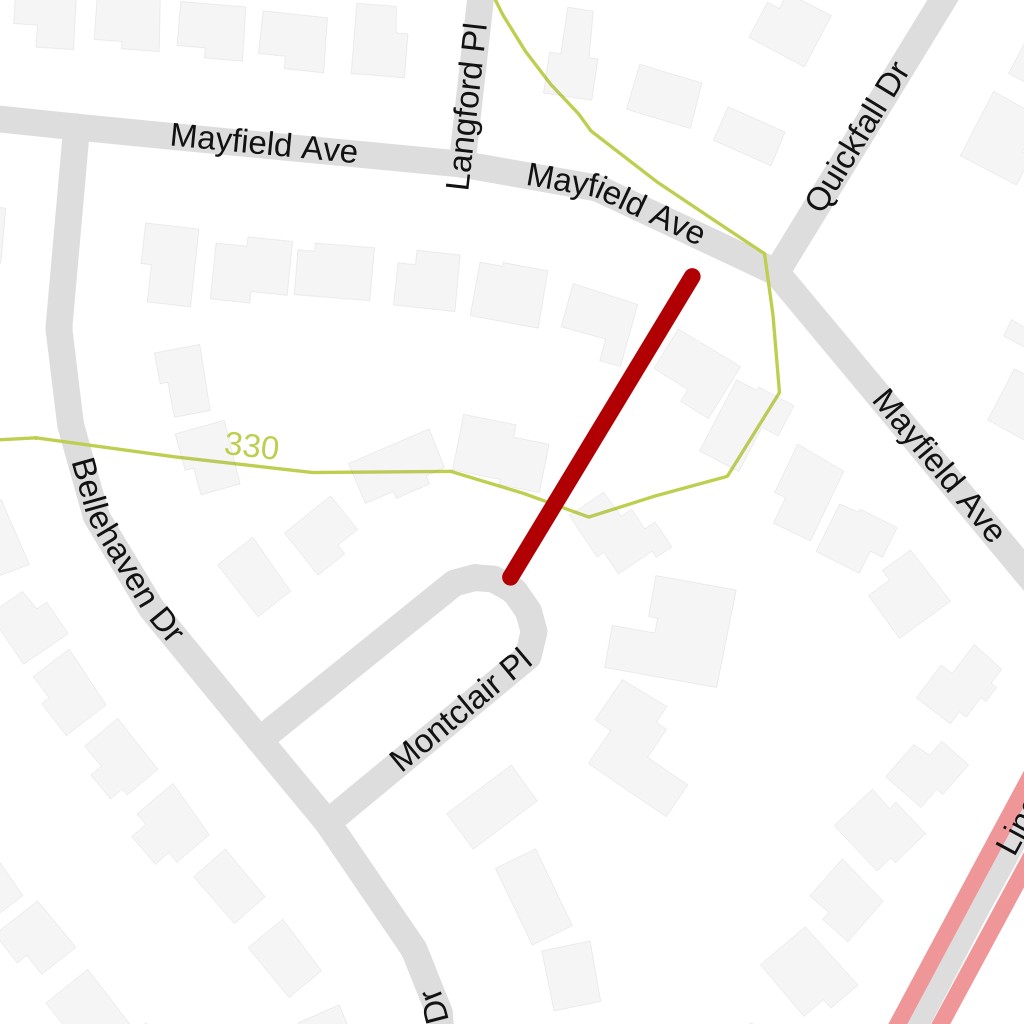 Langford Pl
Quickfall Dr
Mayfield Ave
Mayfield Ave
Mayfield Ave
330
Bellehaven Dr
Montclair Pl
Dr